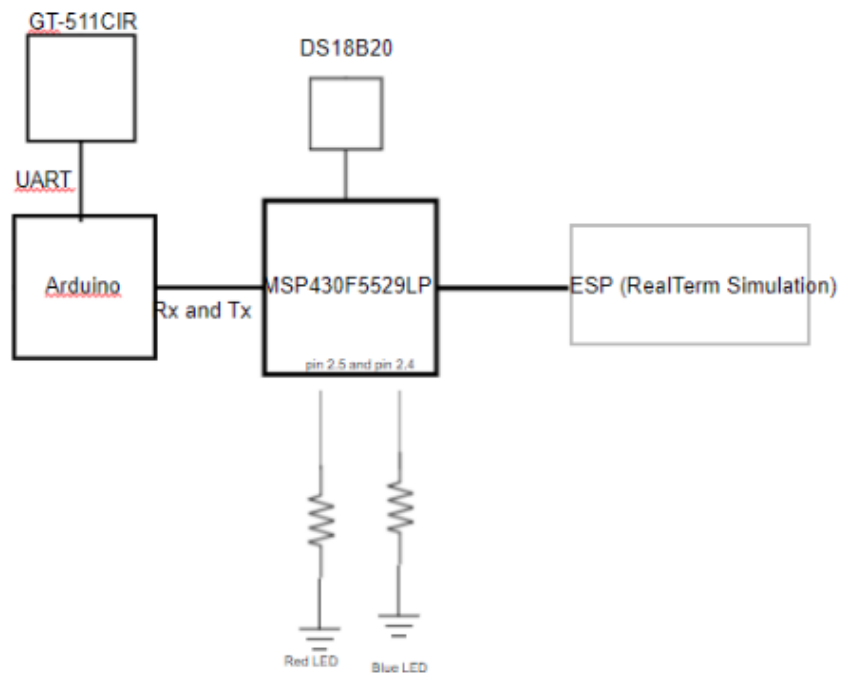 GT-511CIR
DS18B20
UART
Arduino
MSP430F5529LP
ESP (RealTerm Simulation)
Rx and Tx
pin 2.5 and pin 2.4
Red LED
Blue LED